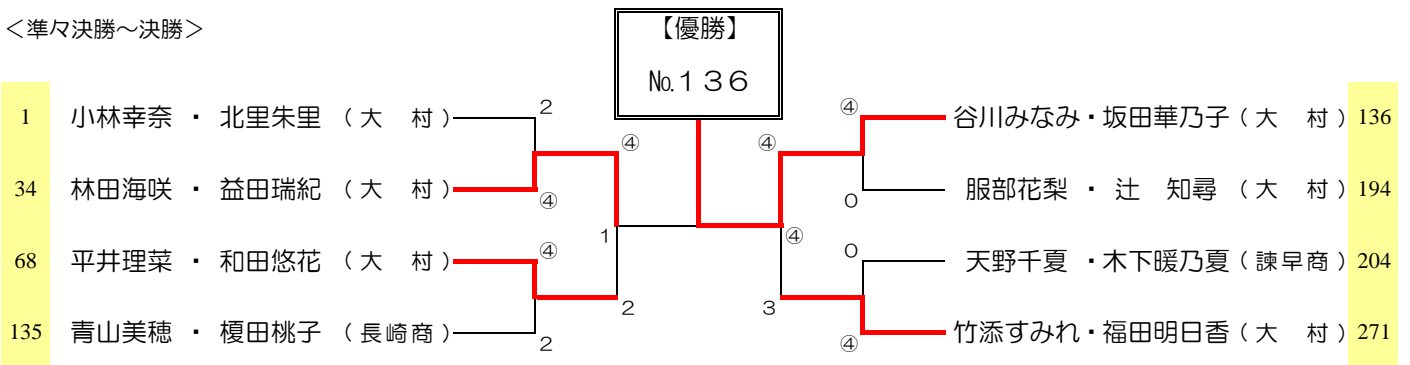 ＜準々決勝～決勝＞
【優勝】
№１３６
1 小林幸奈 ・ 北里朱里 （ 大 村 ） 2
④ 谷川みなみ・坂田華乃子（ 大 村 ） 136
④ ④
34 林田海咲 ・ 益田瑞紀 （ 大 村 ） ④
0 服部花梨 ・ 辻 知尋 （ 大 村 ） 194
1 ④
68 平井理菜 ・ 和田悠花 （ 大 村 ） ④
0 天野千夏 ・木下暖乃夏（ 諫早商 ） 204
2 3
135 青山美穂 ・ 榎田桃子 （ 長崎商 ） 2
④ 竹添すみれ・福田明日香（ 大 村 ） 271